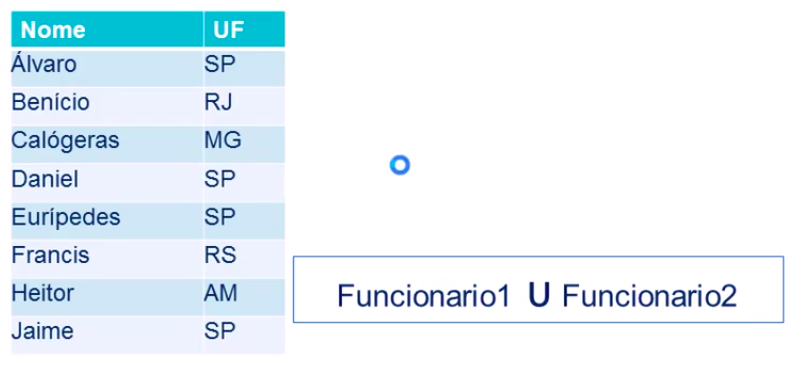 Nome UF
Álvaro SP
Benício RJ
Calógeras MG
Daniel SP
Eurípedes SP
Francis RS
Heitor AM
Jaime SP
Funcionario1 U Funcionario2